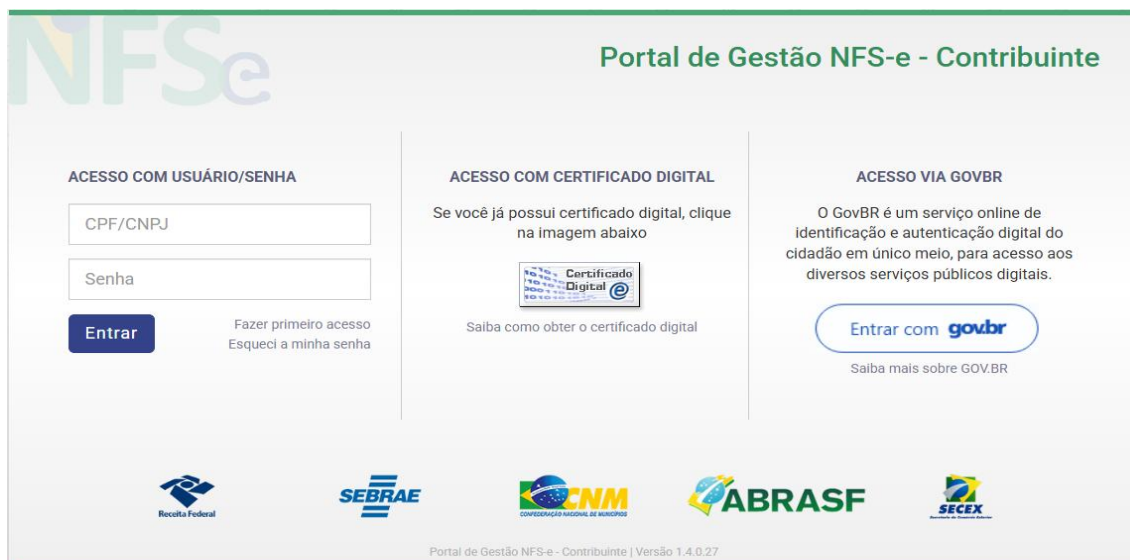 NFSe
Portal de Gestão NFS-e - Contribuinte
ACESSO COM USUÁRIO/SENHA
CPF/CNPJ
Senha
Entrar
Fazer primeiro acesso
Esqueci a minha senha
ACESSO COM CERTIFICADO DIGITAL
Se você já possui certificado digital, clique
na imagem abaixo
Certificado
Digital e
Saiba como obter o certificado digital
ACESSO VIA GOVBR
O GovBR é um serviço online de
identificação e autenticação digital do
cidadão em único meio, para acesso aos
diversos serviços públicos digitais.
Entrar com gov.br
Saiba mais sobre GOV.BR
Receita Federal
SEBRAE
CNM
CONFEDERAÇÃO NACIONAL DE MUNICÍPIOS
ABRASF
SECEX
Secretaria de Comércio Exterior
Portal de Gestão NFS-e - Contribuinte | Versão 1.4.0.27